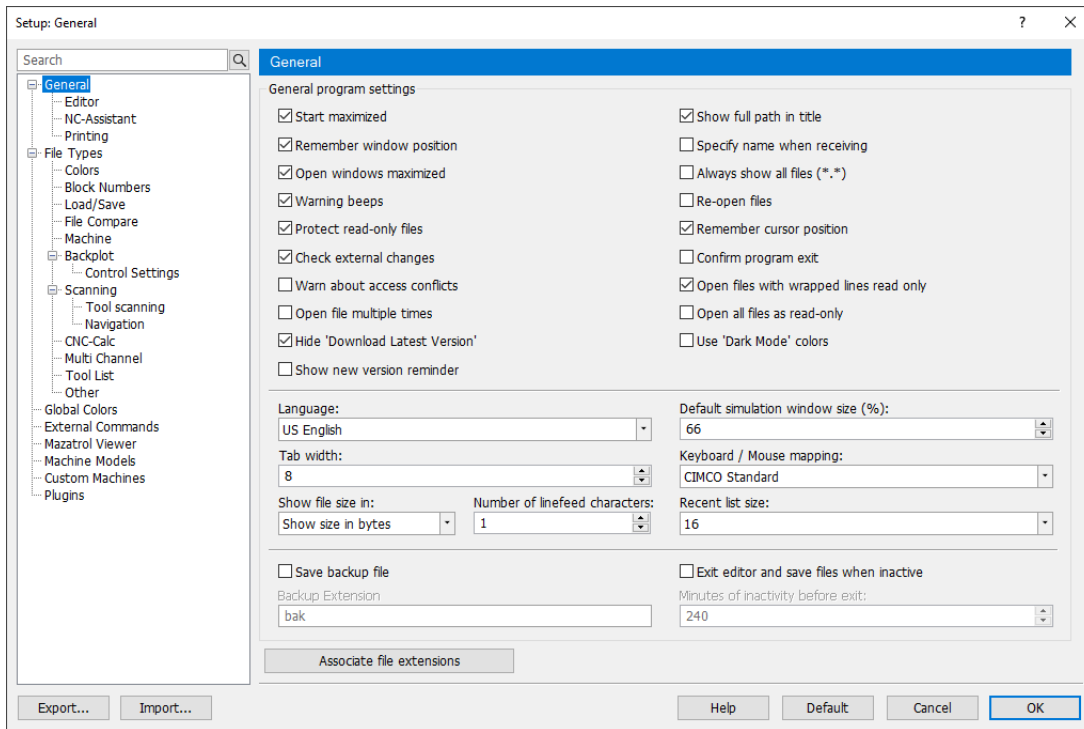 Setup: General
Search
General
Editor
NC-Assistant
Printing
File Types
Colors
Block Numbers
Load/Save
File Compare
Machine
Backplot
Control Settings
Scanning
Tool scanning
Navigation
CNC-Calc
Multi Channel
Tool List
Other
Global Colors
External Commands
Mazatrol Viewer
Machine Models
Custom Machines
Plugins
General
General program settings
Start maximized
Show full path in title
Remember window position
Specify name when receiving
Open windows maximized
Always show all files (*.*)
Warning beeps
Re-open files
Protect read-only files
Remember cursor position
Check external changes
Confirm program exit
Warn about access conflicts
Open files with wrapped lines read only
Open file multiple times
Open all files as read-only
Hide 'Download Latest Version'
Use 'Dark Mode' colors
Show new version reminder
Language:
Default simulation window size (%):
US English
66
Tab width:
Keyboard / Mouse mapping:
8
CIMCO Standard
Show file size in:
Number of linefeed characters:
Recent list size:
Show size in bytes
1
16
Save backup file
Exit editor and save files when inactive
Backup Extension
Minutes of inactivity before exit:
bak
240
Associate file extensions
Export...
Import...
Help
Default
Cancel
OK